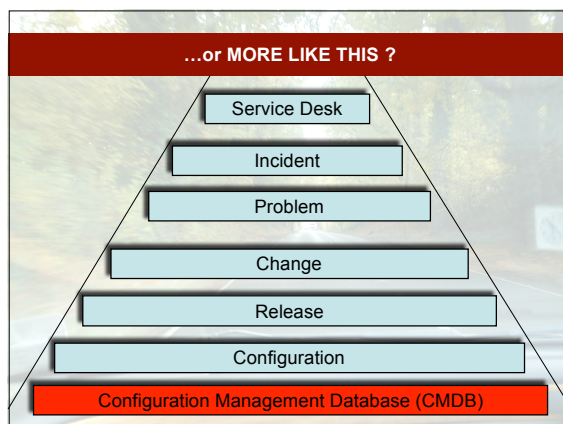 ...or MORE LIKE THIS ?
Service Desk
Incident
Problem
Change
Release
Configuration
Configuration Management Database (CMDB)